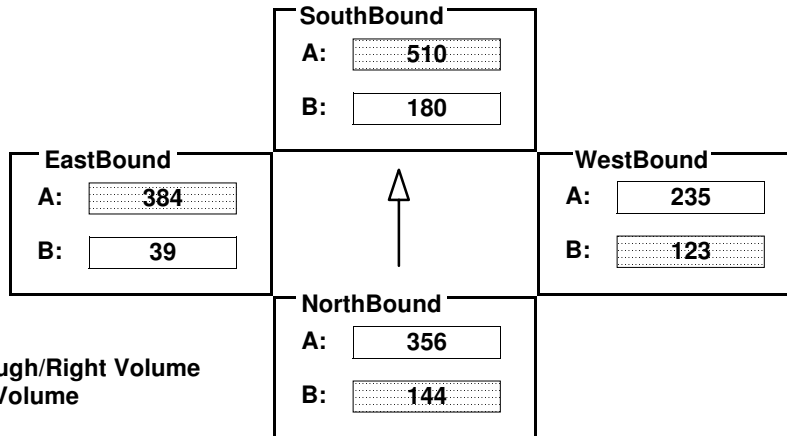 SouthBound
A: 510
B: 180
EastBound
A: 384
B: 39
WestBound
A: 235
B: 123
NorthBound
A: 356
B: 144
ugh/Right Volume
Volume